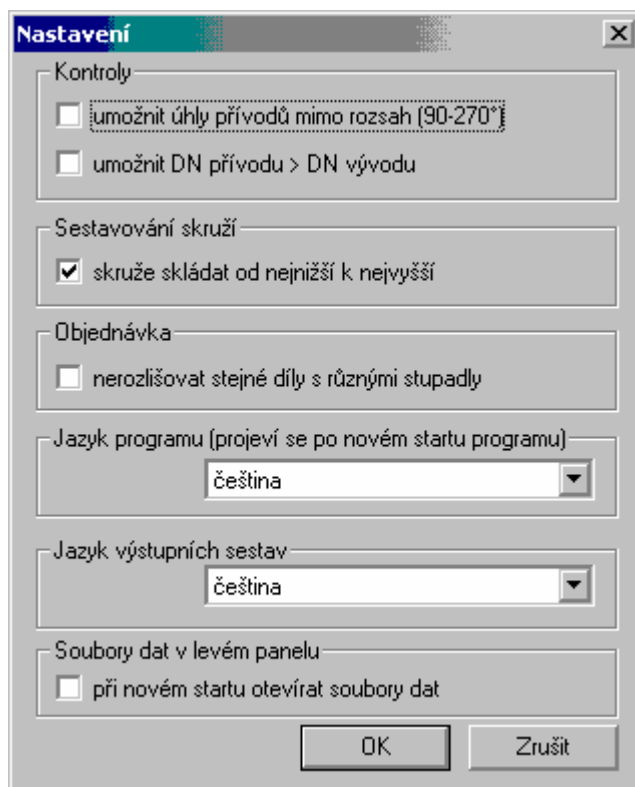 Nastavení
Kontroly
umožnit úhly přívodů mimo rozsah (90-270°)
umožnit DN přívodu > DN vývodu
Sestavování skruží
skruže skládat od nejnižší k nejvyšší
Objednávka
nerozlišovat stejné díly s různými stupadly
Jazyk programu (projeví se po novém startu programu)
čeština
Jazyk výstupních sestav
čeština
Soubory dat v levém panelu
při novém startu otevírat soubory dat
OK
Zrušit